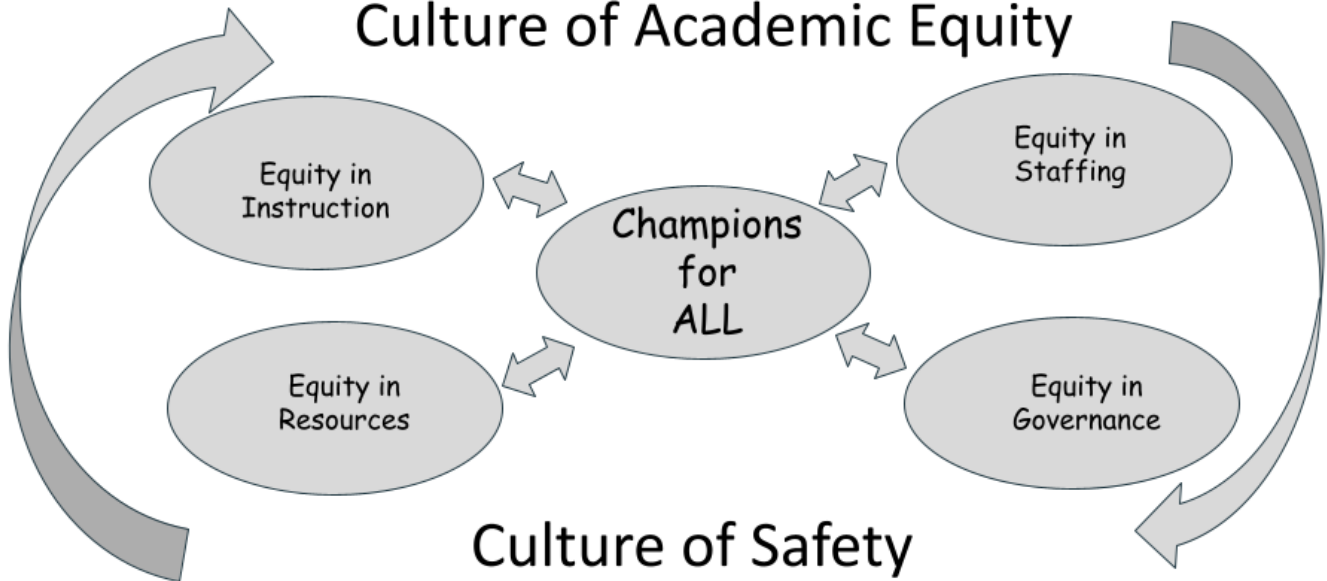 Culture of Academic Equity
Equity in
Instruction
Equity in
Staffing
Champions
for
ALL
Equity in
Resources
Equity in
Governance
Culture of Safety